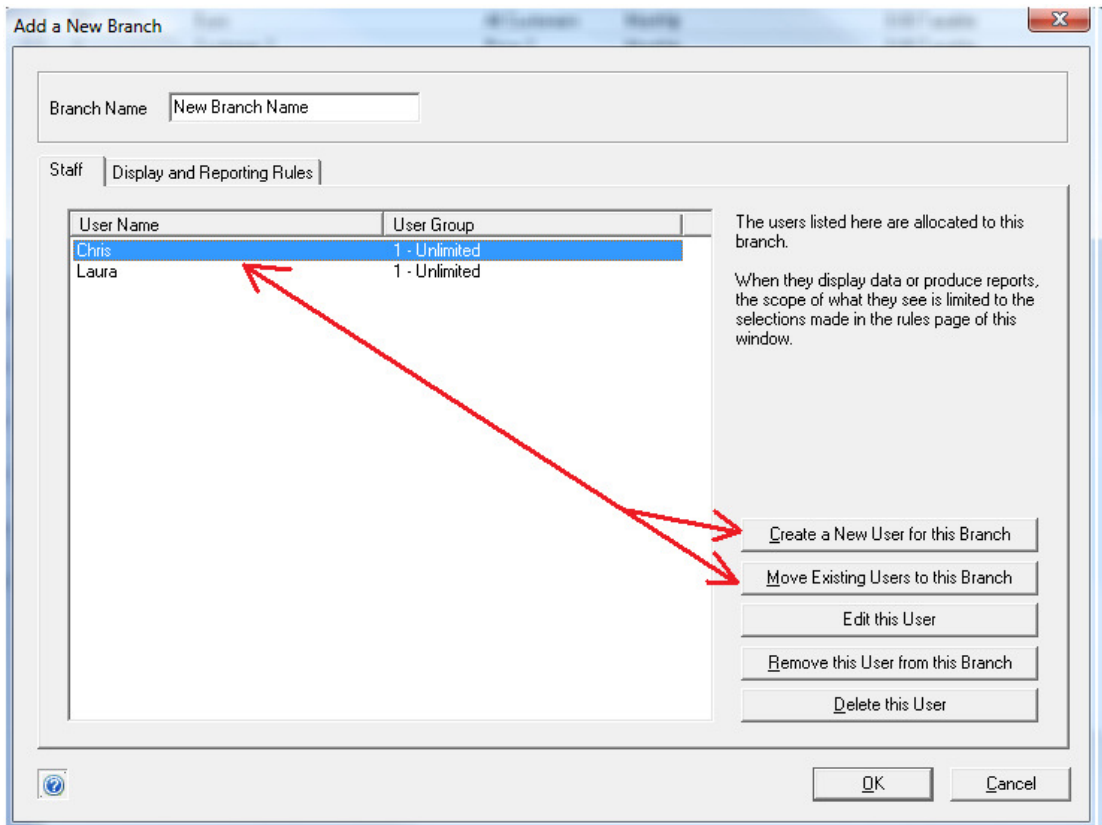 Add a New Branch
Branch Name New Branch Name
Staff Display and Reporting Rules
User Name User Group
Chris 1 - Unlimited
Laura 1 - Unlimited
The users listed here are allocated to this
branch.
When they display data or produce reports,
the scope of what they see is limited to the
selections made in the rules page of this
window.
Create a New User for this Branch
Move Existing Users to this Branch
Edit this User
Remove this User from this Branch
Delete this User
OK Cancel